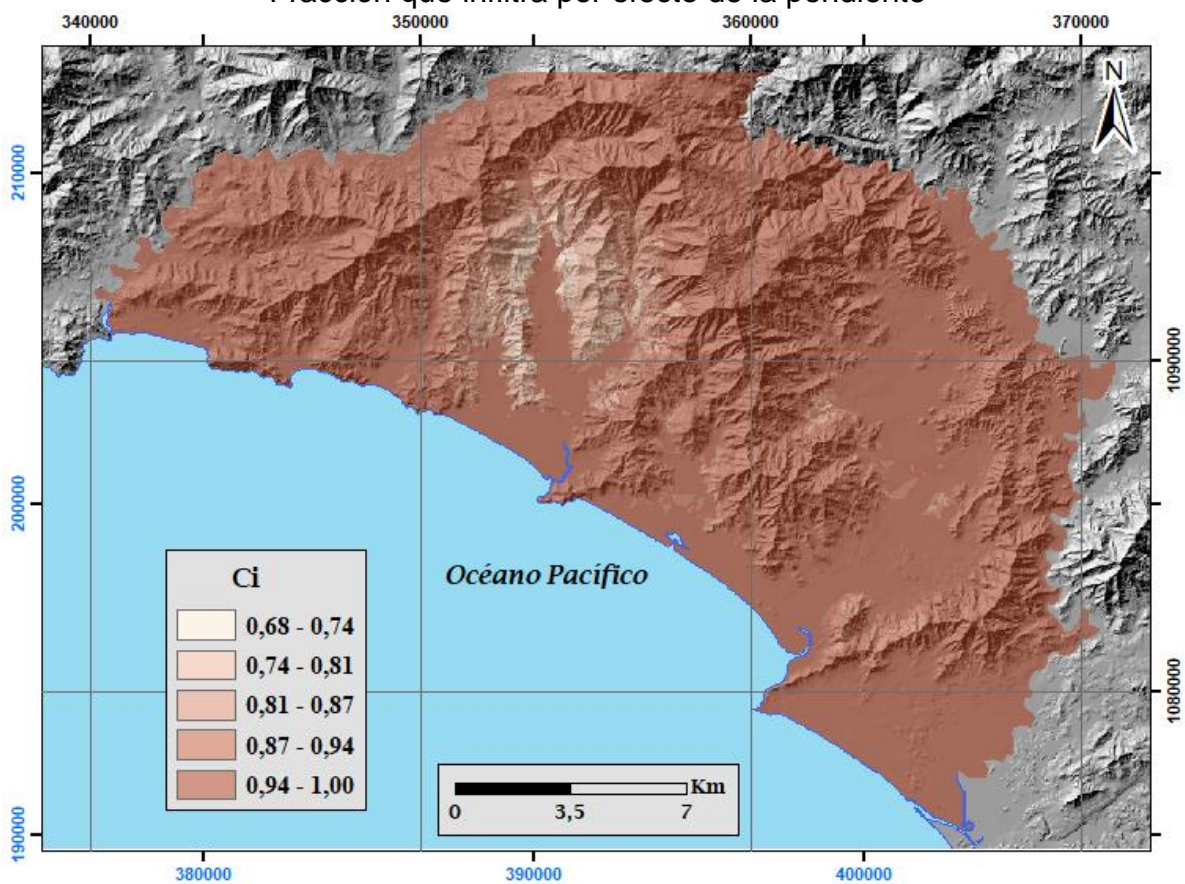 Fracción que infiltra por efecto de la pendiente
340000 350000 360000 370000
N
210000
200000
190000
1090000
1080000
Océano Pacífico
Ci
0,68 - 0,74
0,74 - 0,81
0,81 - 0,87
0,87 - 0,94
0,94 - 1,00
Km
0 3,5 7
380000 390000 400000